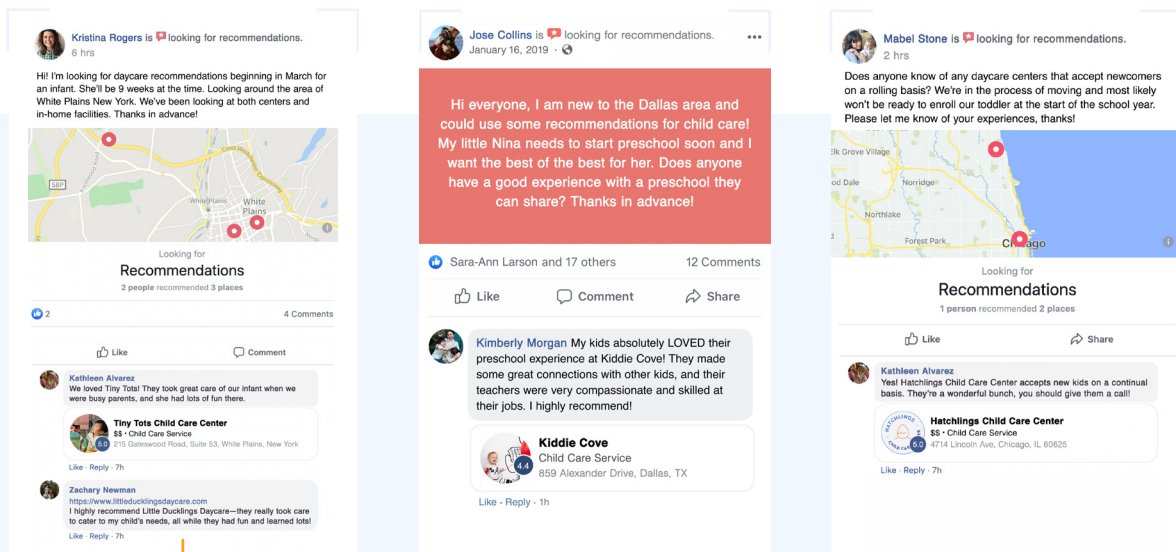 Kristina Rogers is looking for recommendations.
6 hrs
Hi! I'm looking for daycare recommendations beginning in March for
an infant. She'll be 9 weeks at the time. Looking around the area of
White Plains New York. We've been looking at both centers and
in-home facilities. Thanks in advance!
SBP
Cross Westchester Expressway
White Plains
White
Plains
Looking for
Recommendations
2 people recommended 3 places
2
4 Comments
Like
Comment
Kathleen Alvarez
We loved Tiny Tots! They took great care of our infant when we
were busy parents, and she had lots of fun there.
Tiny Tots Child Care Center
$$ • Child Care Service
5.0
215 Gateswood Road, Suite 53, White Plains, New York
Like · Reply · 7h
Zachary Newman
https://www.littleducklingsdaycare.com
I highly recommend Little Ducklings Daycare—they really took care
to cater to my child's needs, all while they had fun and learned lots!
Like · Reply · 7h
Jose Collins is looking for recommendations.
January 16, 2019 ·
Hi everyone, I am new to the Dallas area and
could use some recommendations for child care!
My little Nina needs to start preschool soon and I
want the best of the best for her. Does anyone
have a good experience with a preschool they
can share? Thanks in advance!
Sara-Ann Larson and 17 others
12 Comments
Like
Comment
Share
Kimberly Morgan My kids absolutely LOVED their
preschool experience at Kiddie Cove! They made
some great connections with other kids, and their
teachers were very compassionate and skilled at
their jobs. I highly recommend!
Kiddie Cove
4.4
Child Care Service
859 Alexander Drive, Dallas, TX
Like · Reply · 1h
Mabel Stone is looking for recommendations.
2 hrs
Does anyone know of any daycare centers that accept newcomers
on a rolling basis? We're in the process of moving and most likely
won't be ready to enroll our toddler at the start of the school year.
Please let me know of your experiences, thanks!
Elk Grove Village
od Dale
Norridge
Northlake
Forest Park
Chicago
Looking for
Recommendations
1 person recommended 2 places
Like
Share
Kathleen Alvarez
Yes! Hatchlings Child Care Center accepts new kids on a continual
basis. They're a wonderful bunch, you should give them a call!
HATCHLINGS
Hatchlings Child Care Center
$$ • Child Care Service
5.0
4714 Lincoln Ave, Chicago, IL 60625
Like · Reply · 7h